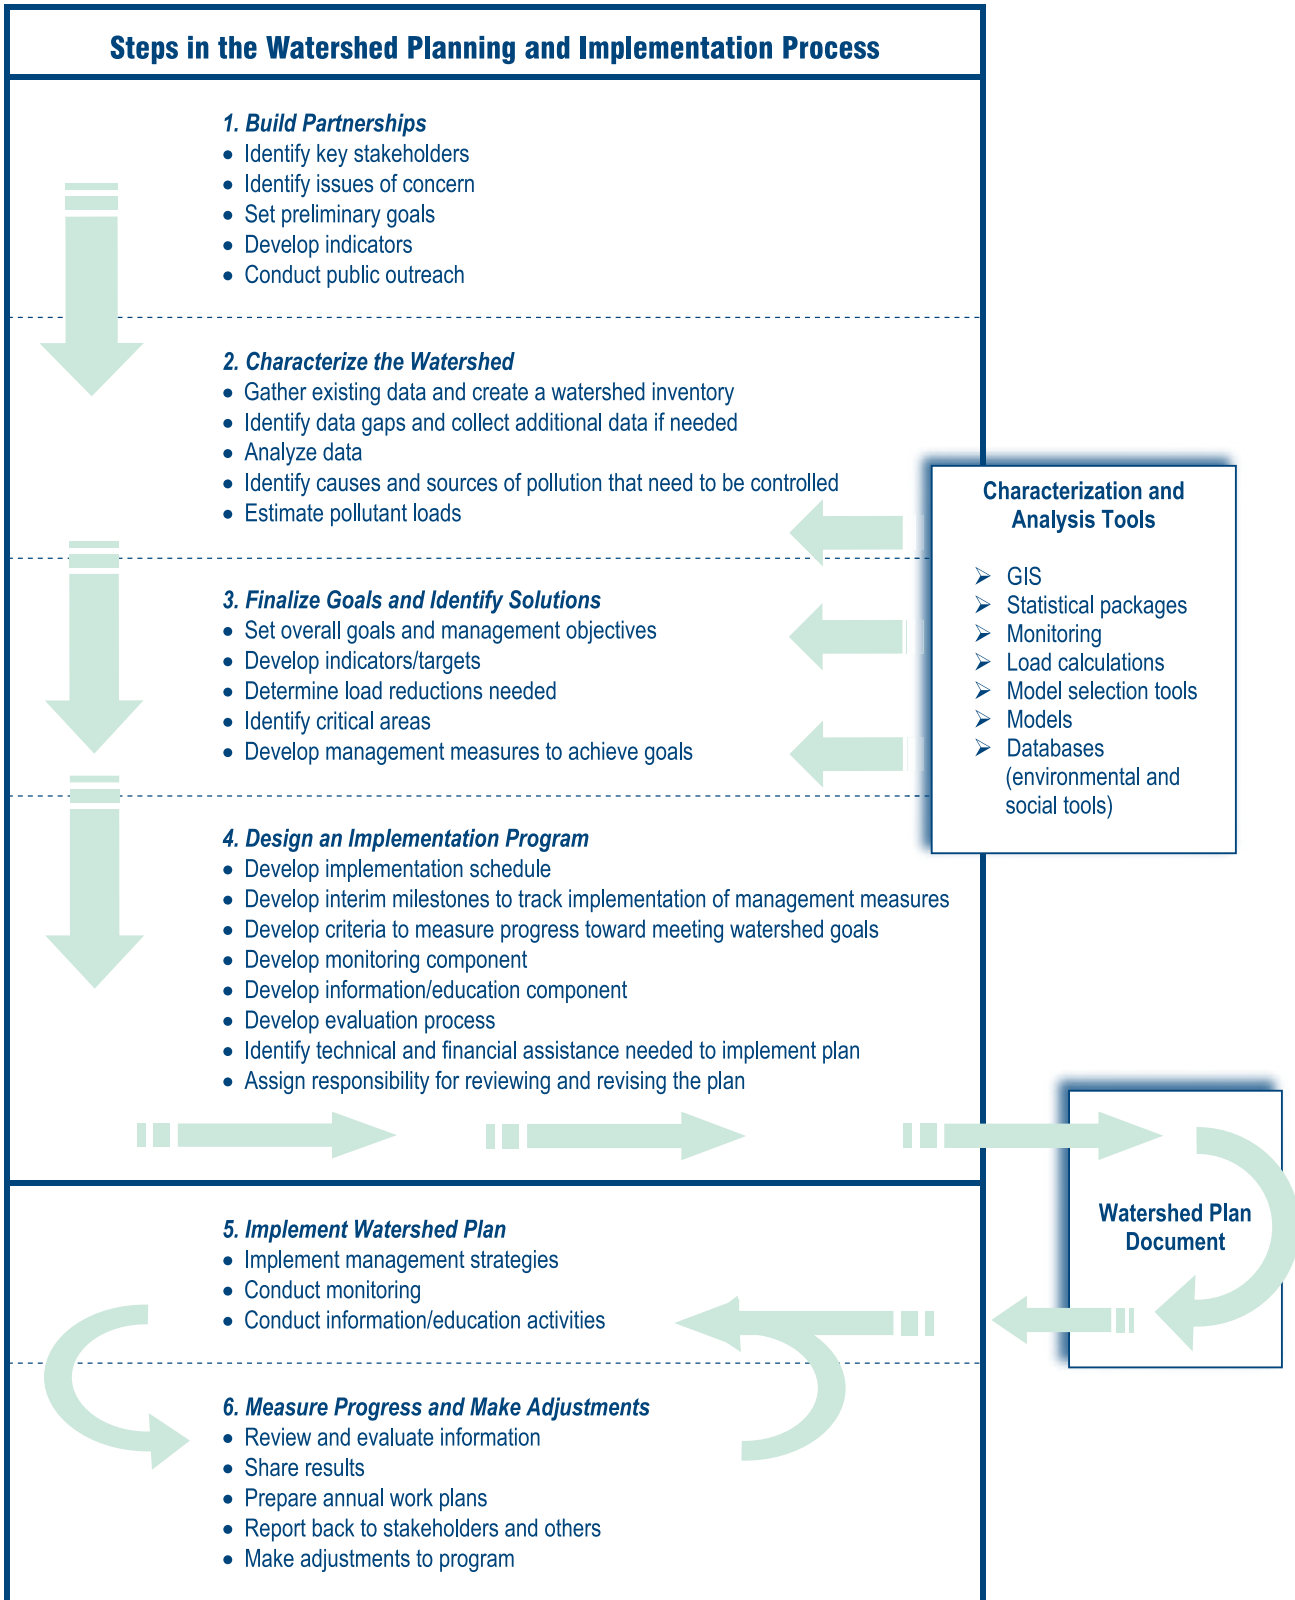 Steps in the Watershed Planning and Implementation Process
1. Build Partnerships
• Identify key stakeholders
• Identify issues of concern
• Set preliminary goals
• Develop indicators
• Conduct public outreach
2. Characterize the Watershed
• Gather existing data and create a watershed inventory
• Identify data gaps and collect additional data if needed
• Analyze data
• Identify causes and sources of pollution that need to be controlled
• Estimate pollutant loads
3. Finalize Goals and Identify Solutions
• Set overall goals and management objectives
• Develop indicators/targets
• Determine load reductions needed
• Identify critical areas
• Develop management measures to achieve goals
Characterization and
Analysis Tools
➢ GIS
➢ Statistical packages
➢ Monitoring
➢ Load calculations
➢ Model selection tools
➢ Models
➢ Databases
(environmental and
social tools)
4. Design an Implementation Program
• Develop implementation schedule
• Develop interim milestones to track implementation of management measures
• Develop criteria to measure progress toward meeting watershed goals
• Develop monitoring component
• Develop information/education component
• Develop evaluation process
• Identify technical and financial assistance needed to implement plan
• Assign responsibility for reviewing and revising the plan
Watershed Plan
Document
5. Implement Watershed Plan
• Implement management strategies
• Conduct monitoring
• Conduct information/education activities
6. Measure Progress and Make Adjustments
• Review and evaluate information
• Share results
• Prepare annual work plans
• Report back to stakeholders and others
• Make adjustments to program